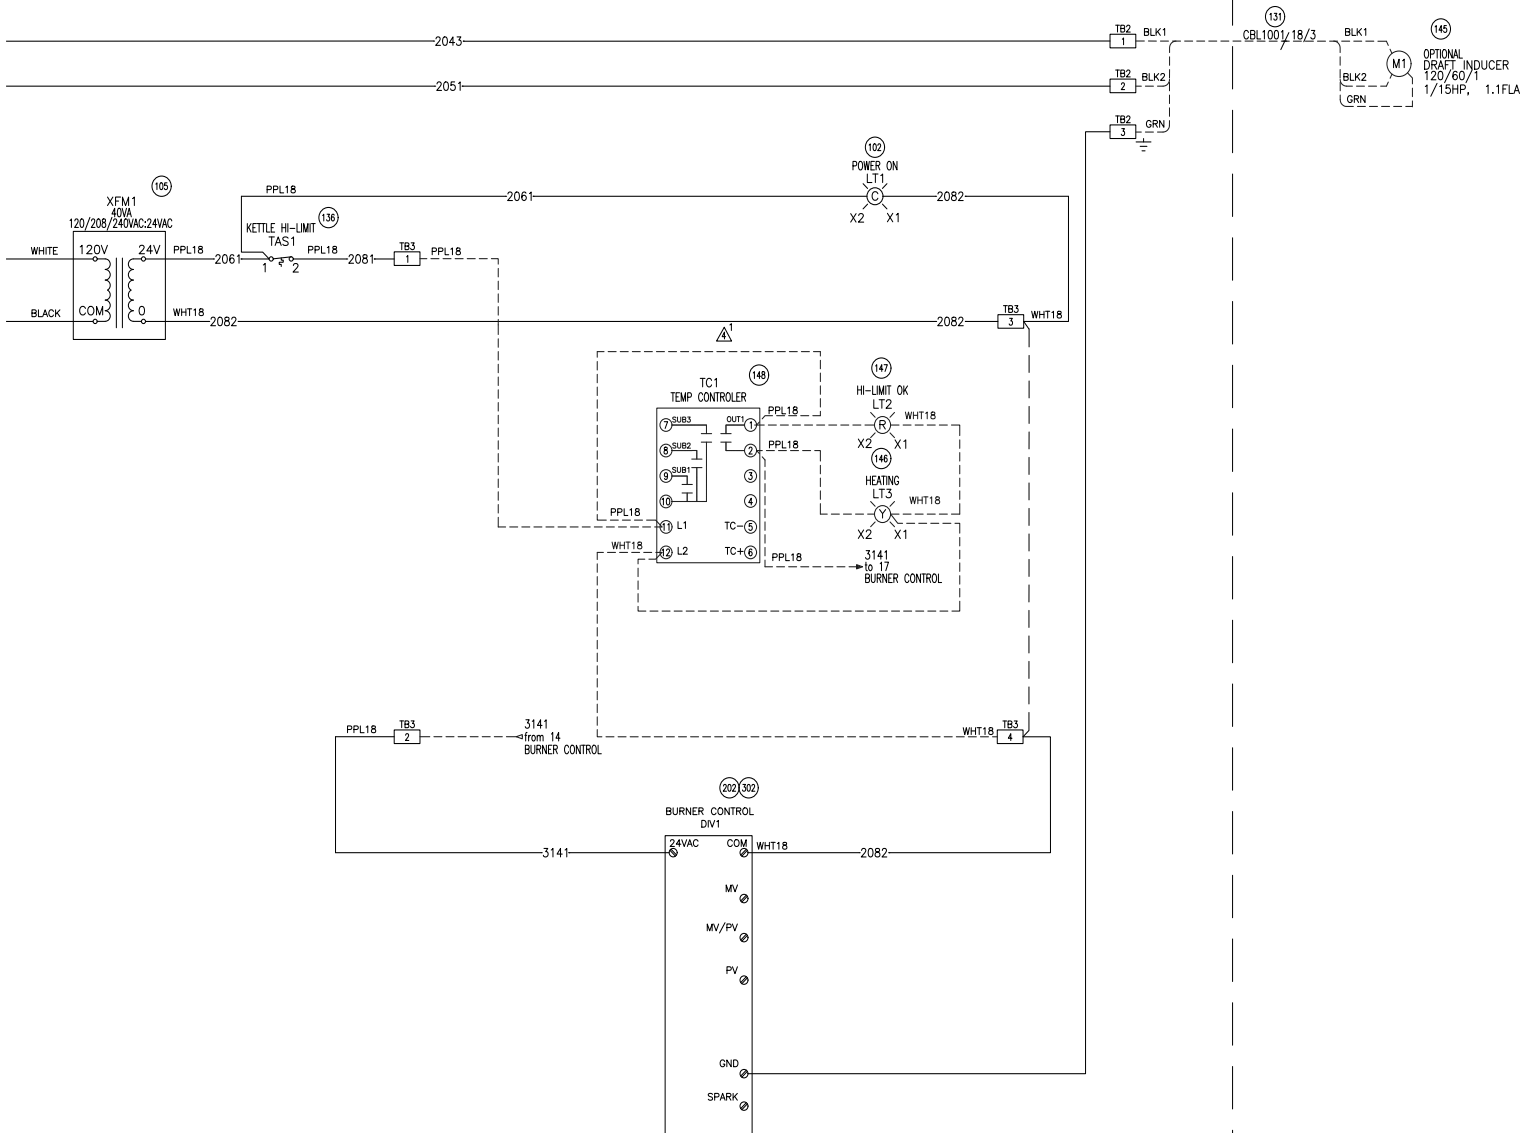 2043
TB2
1
BLK1
131
CBL1001/18/3
BLK1
145
OPTIONAL
DRAFT INDUCER
120/60/1
1/15HP, 1.1FLA
M1
2051
TB2
2
BLK2
BLK2
GRN
TB2
3
GRN
102
POWER ON
LT1
C
X2 X1
PPL18
2061
2082
105
XFM1
40VA
120/208/240VAC:24VAC
136
KETTLE HI-LIMIT
TAS1
WHITE
120V 24V
PPL18
2061
1 2
PPL18
2081
TB3
1
PPL18
BLACK
COM 0
WHT18
2082
2082
TB3
3
WHT18
4
1
TC1
TEMP CONTROLER
148
147
HI-LIMIT OK
LT2
R
X2 X1
PPL18
WHT18
7 SUB3 OUT1 1
8 SUB2 2
PPL18
9 SUB1 3
10 4
PPL18
11 L1 TC- 5
WHT18
12 L2 TC+ 6
146
HEATING
LT3
Y
X2 X1
WHT18
PPL18
3141
to 17
BURNER CONTROL
PPL18
TB3
2
3141
from 14
BURNER CONTROL
WHT18
TB3
4
202 302
BURNER CONTROL
DIV1
3141
24VAC COM
WHT18
2082
MV
MV/PV
PV
GND
SPARK